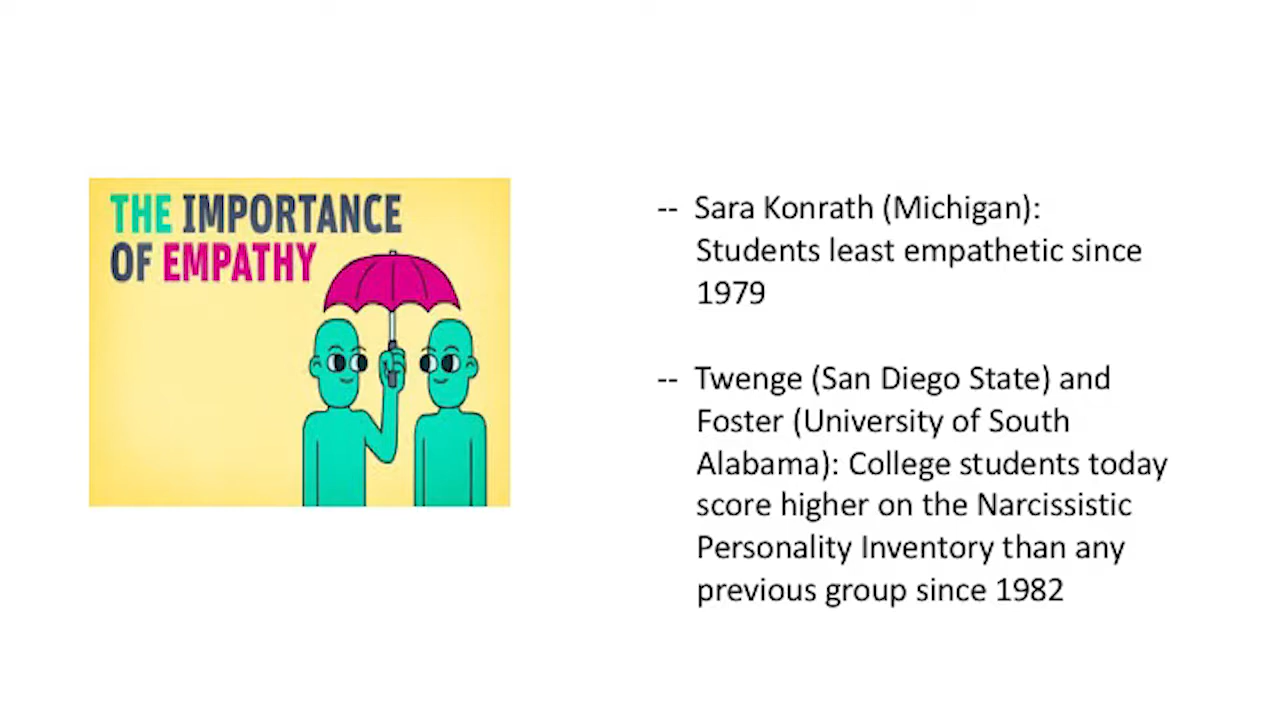 THE IMPORTANCE
OF EMPATHY
-- Sara Konrath (Michigan):
Students least empathetic since
1979
-- Twenge (San Diego State) and
Foster (University of South
Alabama): College students today
score higher on the Narcissistic
Personality Inventory than any
previous group since 1982